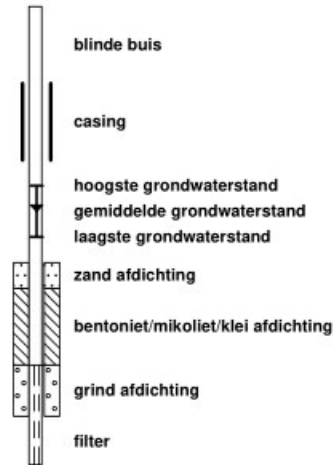 blinde buis
casing
hoogste grondwaterstand
gemiddelde grondwaterstand
laagste grondwaterstand
zand afdichting
bentoniet/mikoliet/klei afdichting
grind afdichting
filter